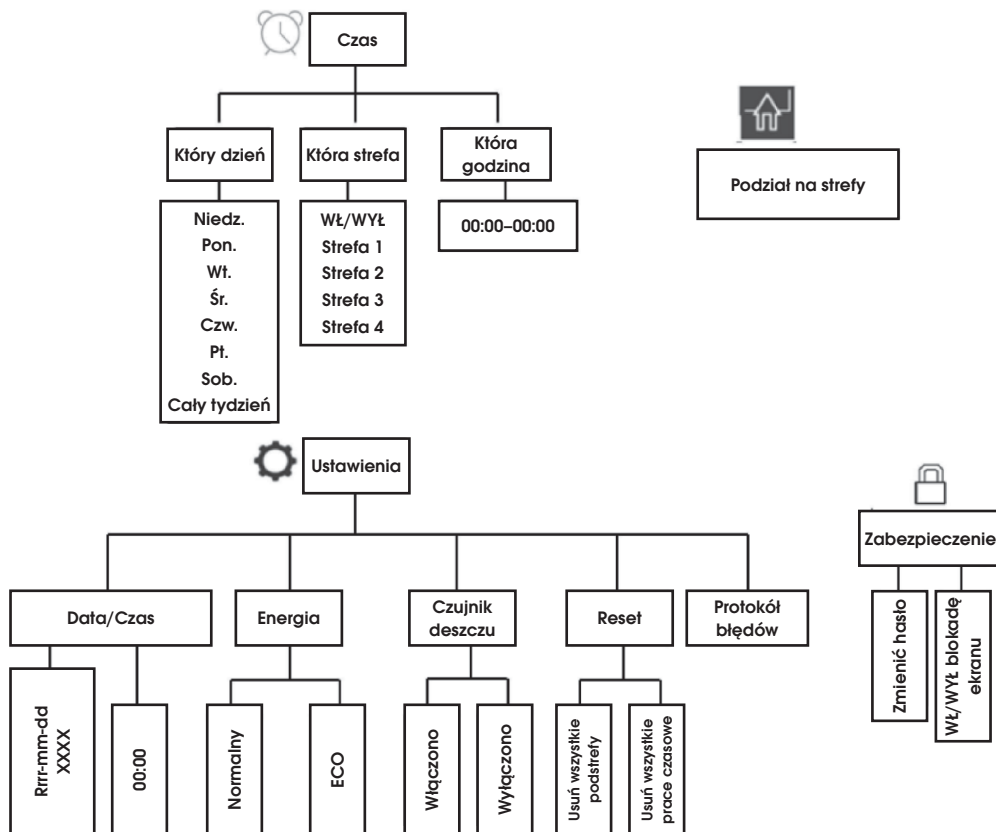 Czas
Który dzień
Która strefa
Która
godzina
Niedz.
Pon.
Wt.
Śr.
Czw.
Pt.
Sob.
Cały tydzień
WŁ/WYŁ
Strefa 1
Strefa 2
Strefa 3
Strefa 4
00:00–00:00
Podział na strefy
Ustawienia
Data/Czas
Energia
Czujnik
deszczu
Reset
Protokół
błędów
Rrrr-mm-dd
XXXX
00:00
Normalny
ECO
Włączono
Wyłączono
Usuń wszystkie
podstrefy
Usuń wszystkie
prace czasowe
Zabezpieczenie
Zmienić hasło
WŁ/WYŁ blokadę
ekranu